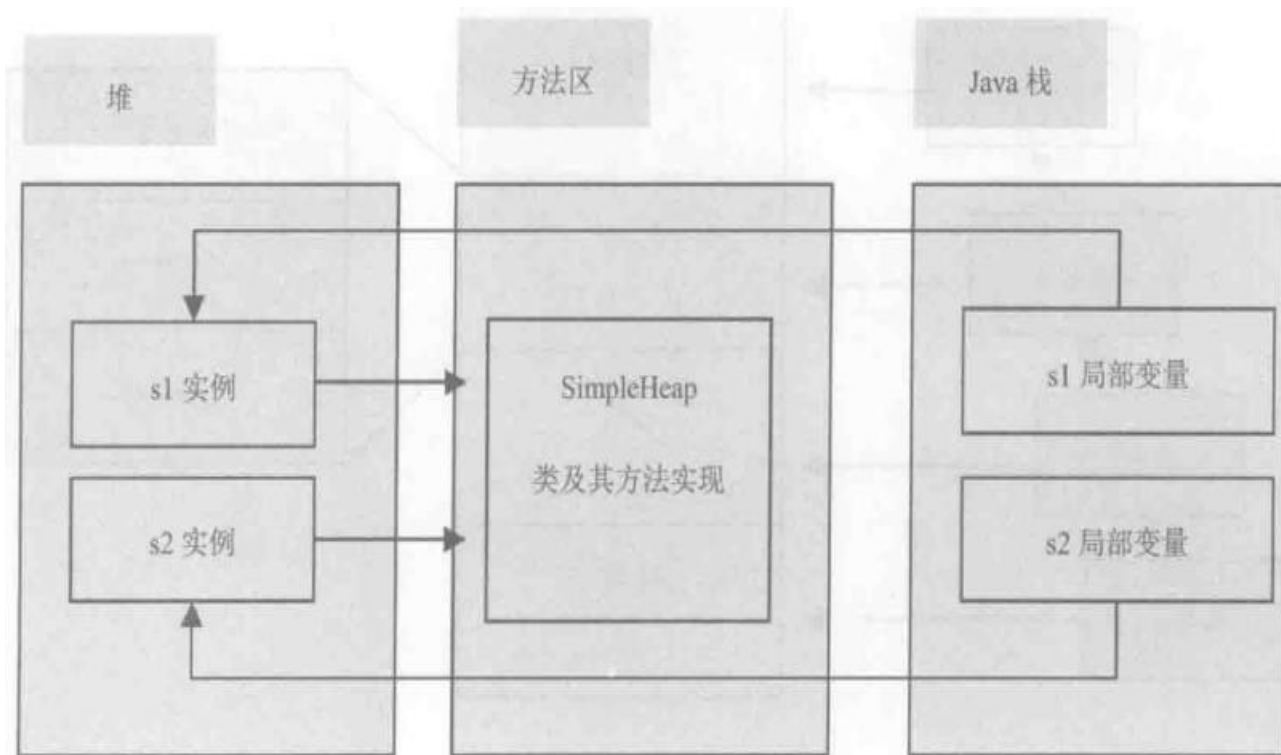 堆
方法区
Java 栈
s1 实例
s2 实例
SimpleHeap
类及其方法实现
s1 局部变量
s2 局部变量